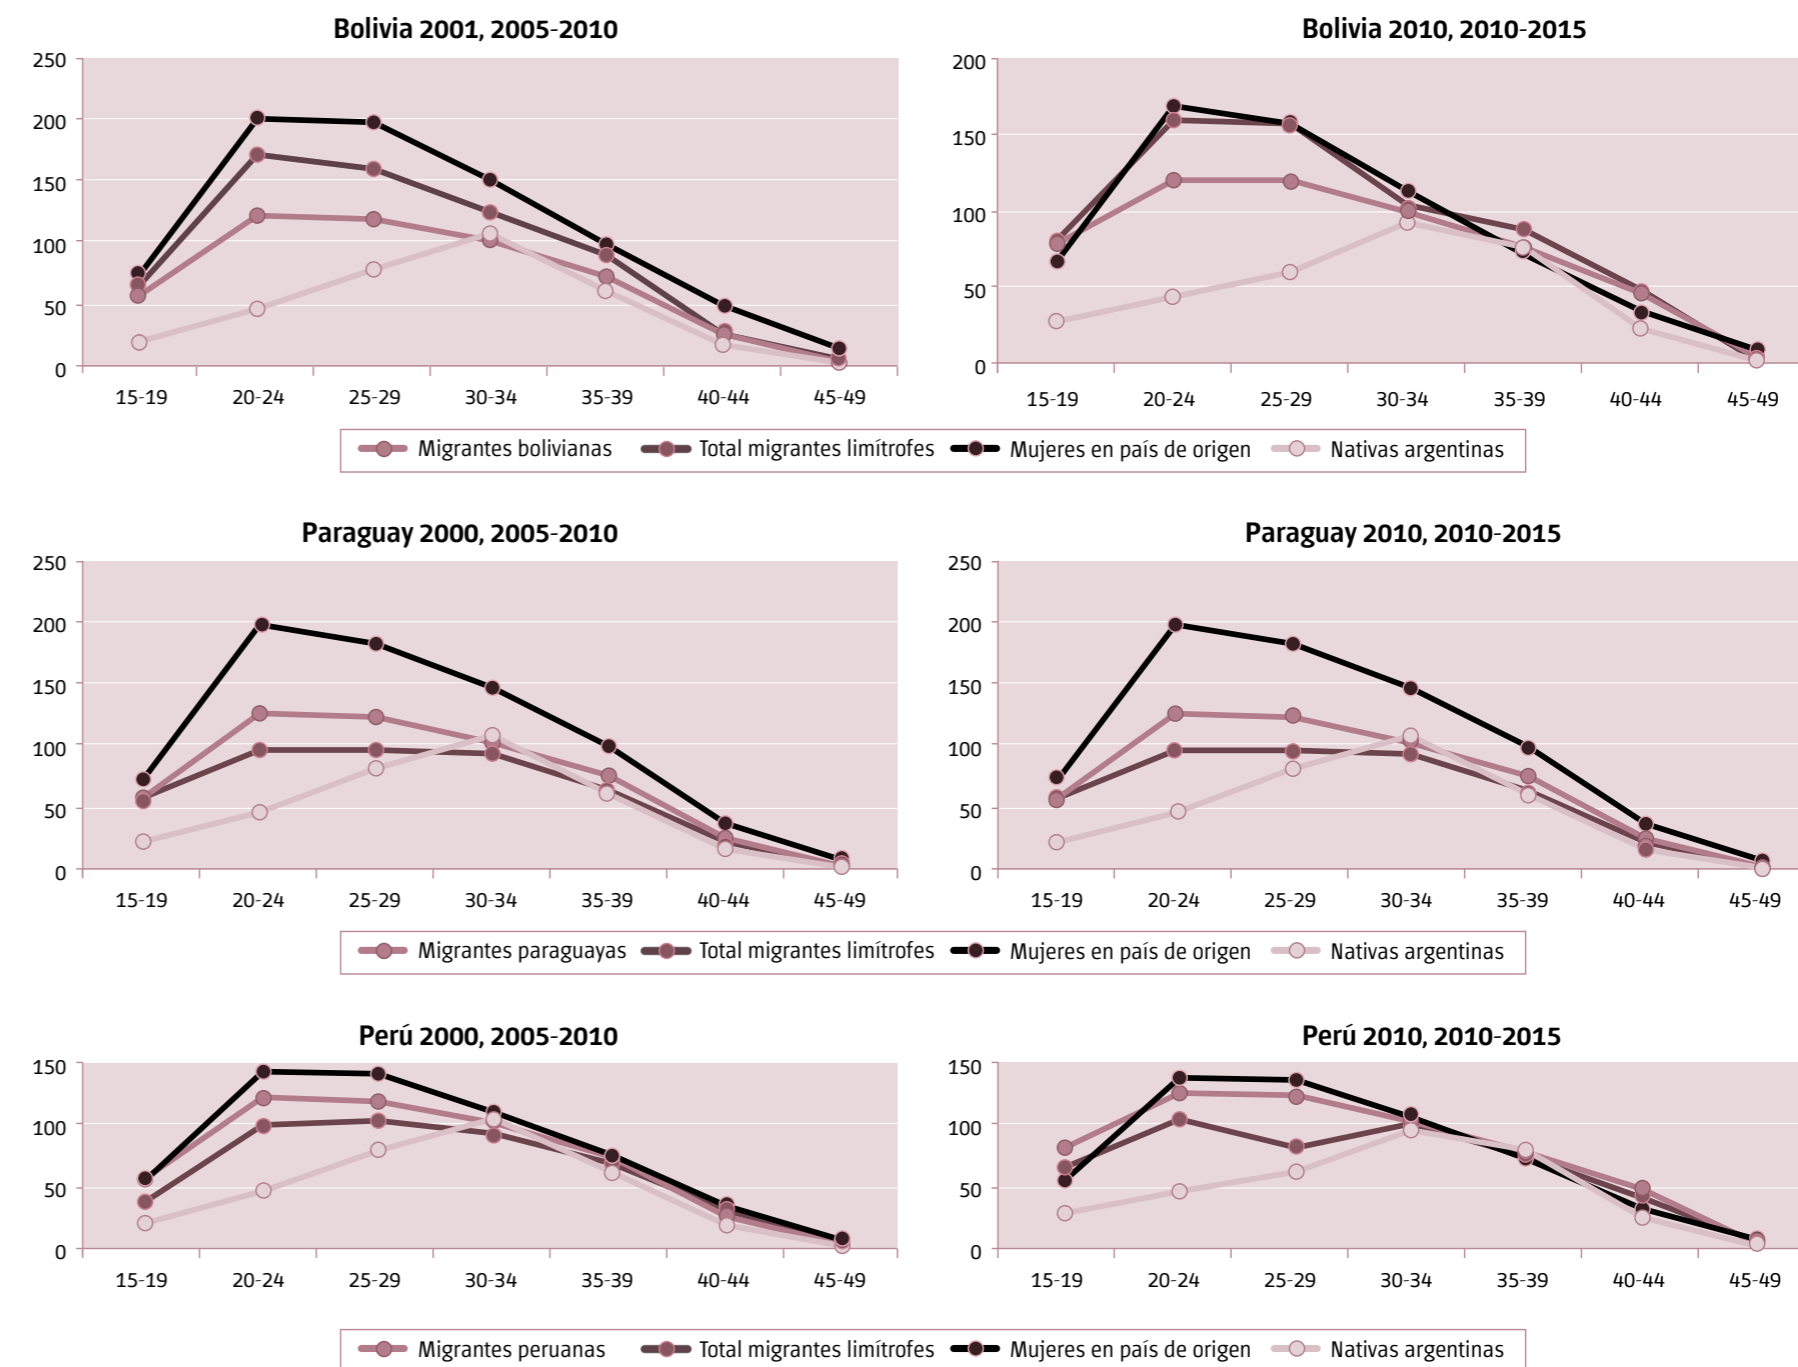 Bolivia 2001, 2005-2010
250
200
150
100
50
0
15-19 20-24 25-29 30-34 35-39 40-44 45-49
Bolivia 2010, 2010-2015
200
150
100
50
0
15-19 20-24 25-29 30-34 35-39 40-44 45-49
Migrantes bolivianas Total migrantes limítrofes Mujeres en país de origen Nativas argentinas
Paraguay 2000, 2005-2010
250
200
150
100
50
0
15-19 20-24 25-29 30-34 35-39 40-44 45-49
Paraguay 2010, 2010-2015
250
200
150
100
50
0
15-19 20-24 25-29 30-34 35-39 40-44 45-49
Migrantes paraguayas Total migrantes limítrofes Mujeres en país de origen Nativas argentinas
Perú 2000, 2005-2010
150
100
50
0
15-19 20-24 25-29 30-34 35-39 40-44 45-49
Perú 2010, 2010-2015
150
100
50
0
15-19 20-24 25-29 30-34 35-39 40-44 45-49
Migrantes peruanas Total migrantes limítrofes Mujeres en país de origen Nativas argentinas